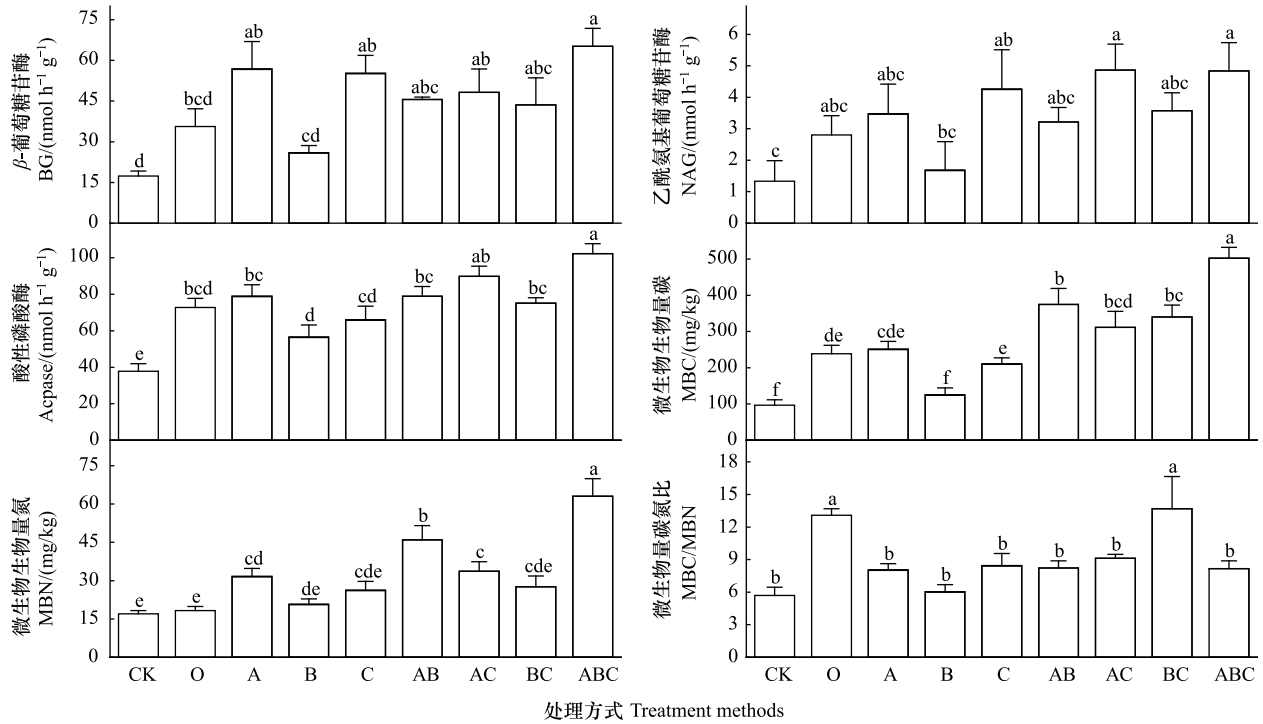 β-葡萄糖苷酶
BG/(nmol h⁻¹ g⁻¹)
75
60
45
30
15
0
d
bcd
ab
cd
ab
abc
abc
abc
a
乙酰氨基葡萄糖苷酶
NAG/(nmol h⁻¹ g⁻¹)
6
5
4
3
2
1
0
c
abc
abc
bc
ab
abc
a
abc
a
酸性磷酸酶
Acpase/(nmol h⁻¹ g⁻¹)
100
80
60
40
20
0
e
bcd
bc
d
cd
bc
ab
bc
a
微生物生物量碳
MBC/(mg/kg)
500
400
300
200
100
0
f
de
cde
f
e
b
bcd
bc
a
微生物生物量氮
MBN/(mg/kg)
75
60
45
30
15
0
e
e
cd
de
cde
b
c
cde
a
CK O A B C AB AC BC ABC
微生物量碳氮比
MBC/MBN
18
15
12
9
6
3
0
b
a
b
b
b
b
b
a
b
CK O A B C AB AC BC ABC
处理方式 Treatment methods